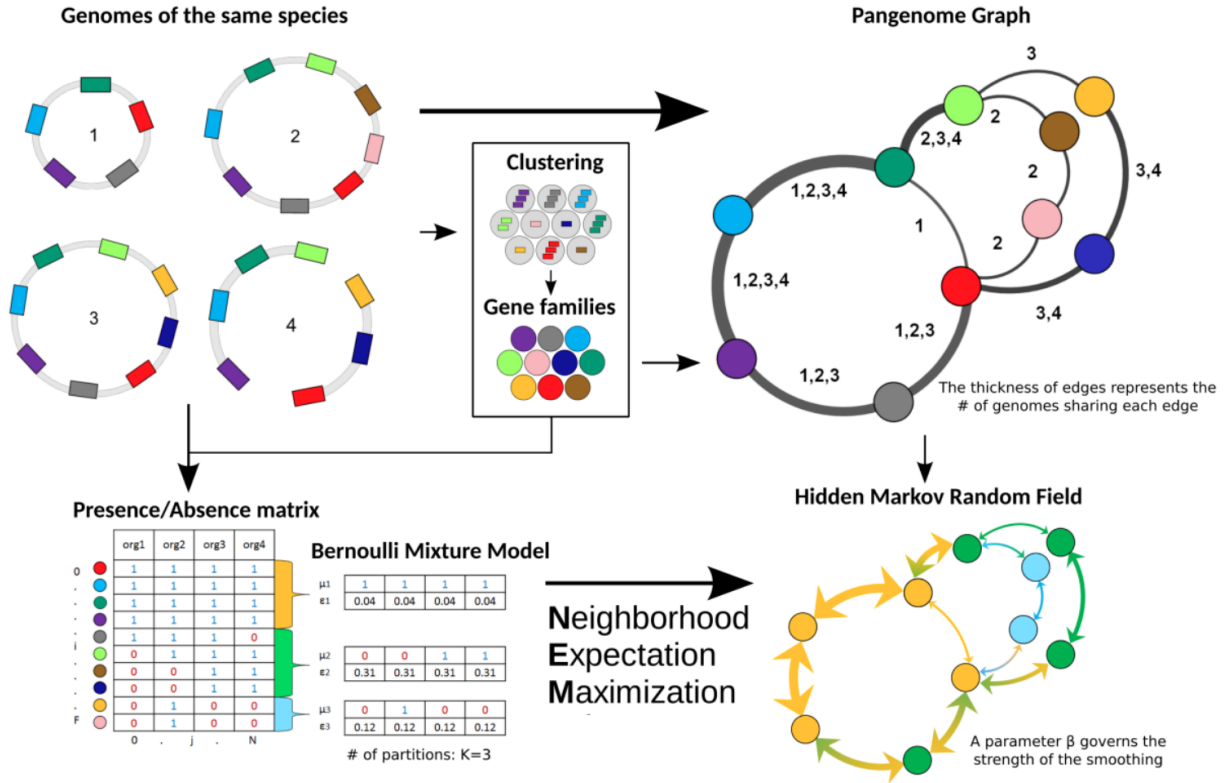 Genomes of the same species
Pangenome Graph
1
2
3
4
Clustering
Gene families
3
2
2,3,4
1,2,3,4
2
3,4
1
2
1,2,3,4
3,4
1,2,3
1,2,3
The thickness of edges represents the
# of genomes sharing each edge
Presence/Absence matrix
org1 org2 org3 org4
0 1 1 1 1
. 1 1 1 1
. 1 1 1 1
. 1 1 1 1
. 1 1 1 0
i 0 1 1 1
. 0 0 1 1
. 0 0 1 1
. 0 1 0 0
F 0 1 0 0
0 . j . N
Bernoulli Mixture Model
μ1 1 1 1 1
ε1 0.04 0.04 0.04 0.04
μ2 0 0 1 1
ε2 0.31 0.31 0.31 0.31
μ3 0 1 0 0
ε3 0.12 0.12 0.12 0.12
# of partitions: K=3
Neighborhood
Expectation
Maximization
Hidden Markov Random Field
A parameter β governs the
strength of the smoothing